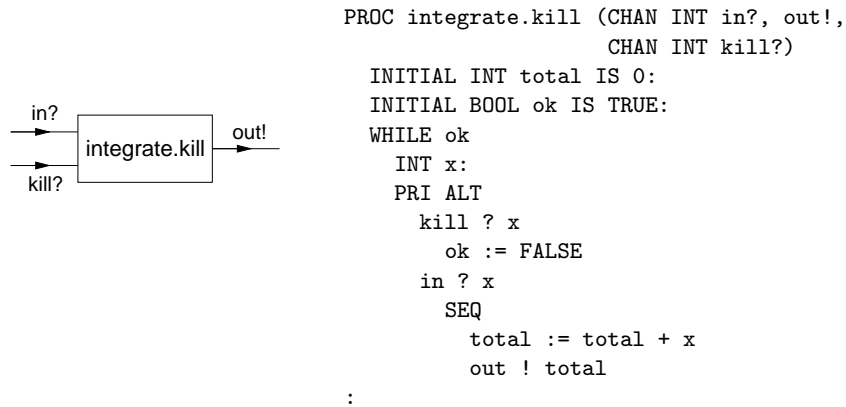 in?
kill?
integrate.kill
out!
PROC integrate.kill (CHAN INT in?, out!,
                     CHAN INT kill?)
  INITIAL INT total IS 0:
  INITIAL BOOL ok IS TRUE:
  WHILE ok
    INT x:
    PRI ALT
      kill ? x
        ok := FALSE
      in ? x
        SEQ
          total := total + x
          out ! total
: